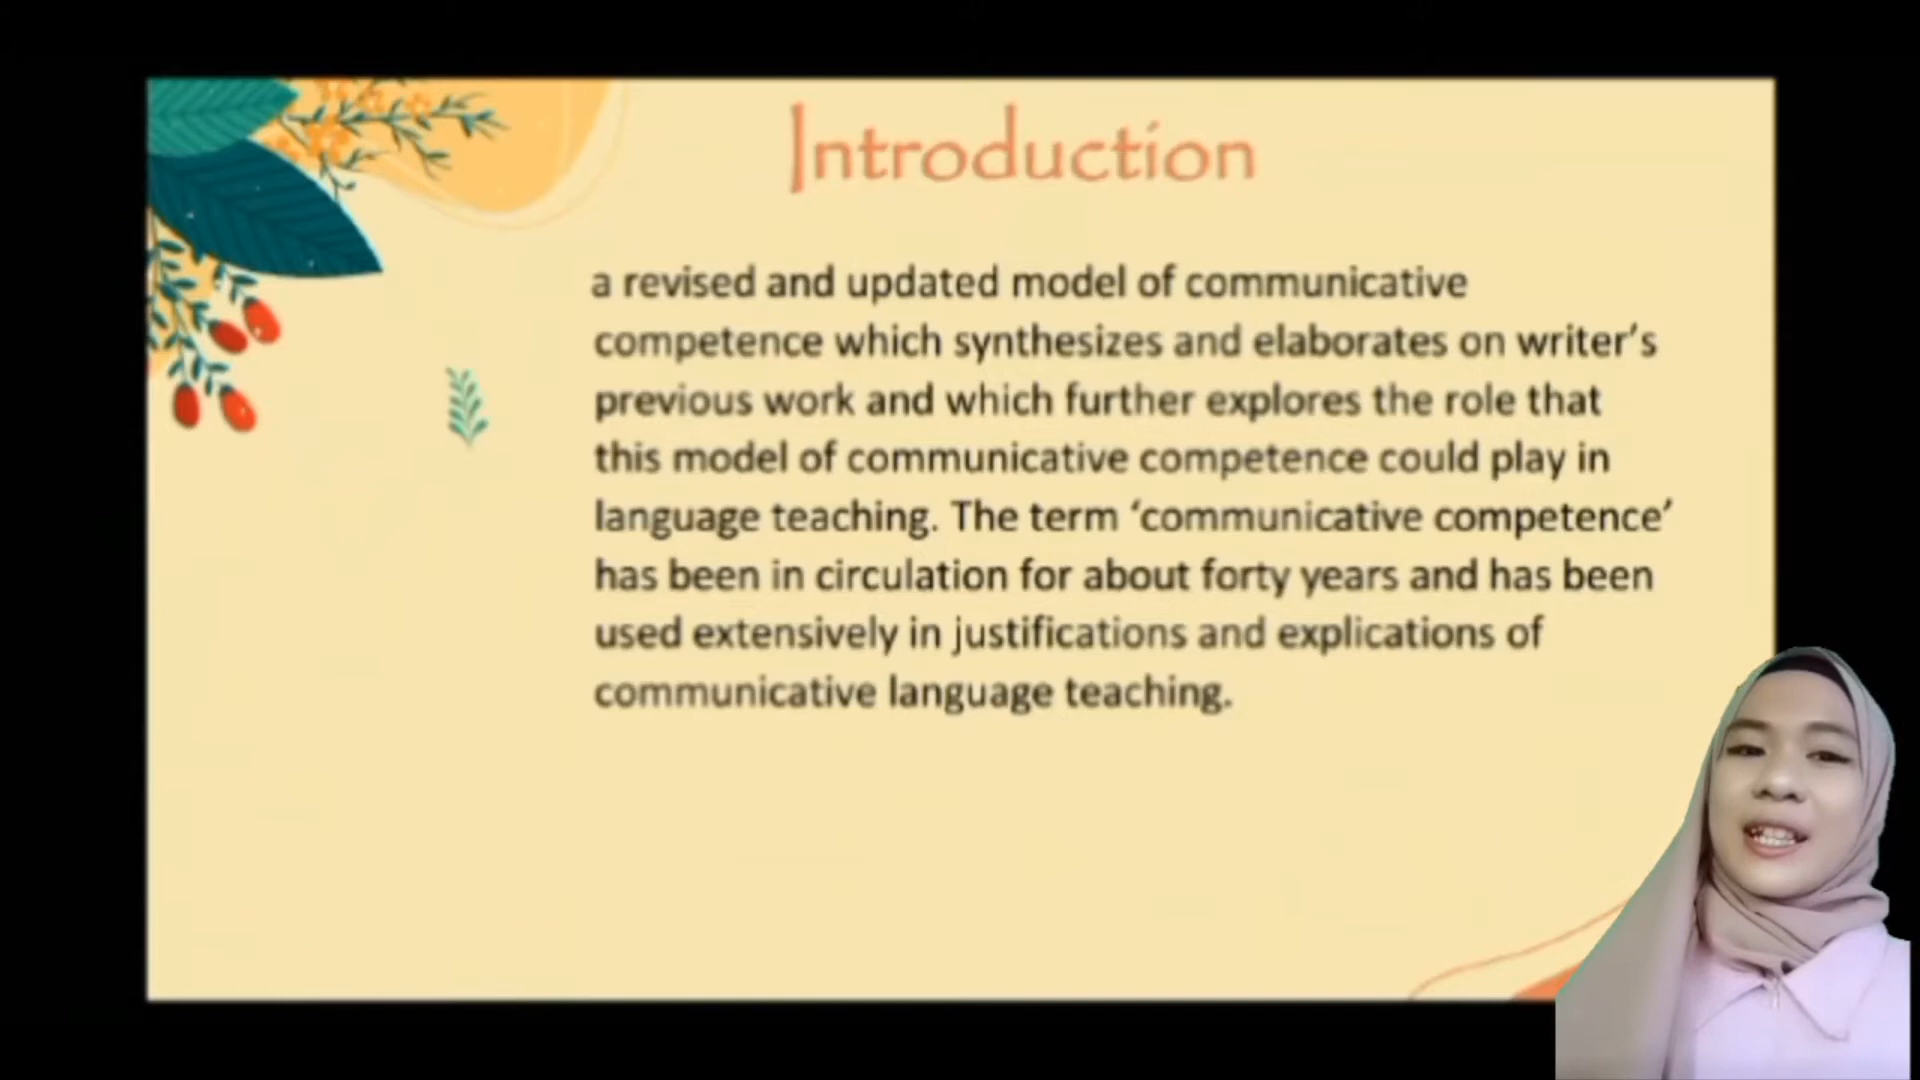 Introduction
a revised and updated model of communicative
competence which synthesizes and elaborates on writer’s
previous work and which further explores the role that
this model of communicative competence could play in
language teaching. The term ‘communicative competence’
has been in circulation for about forty years and has been
used extensively in justifications and explications of
communicative language teaching.